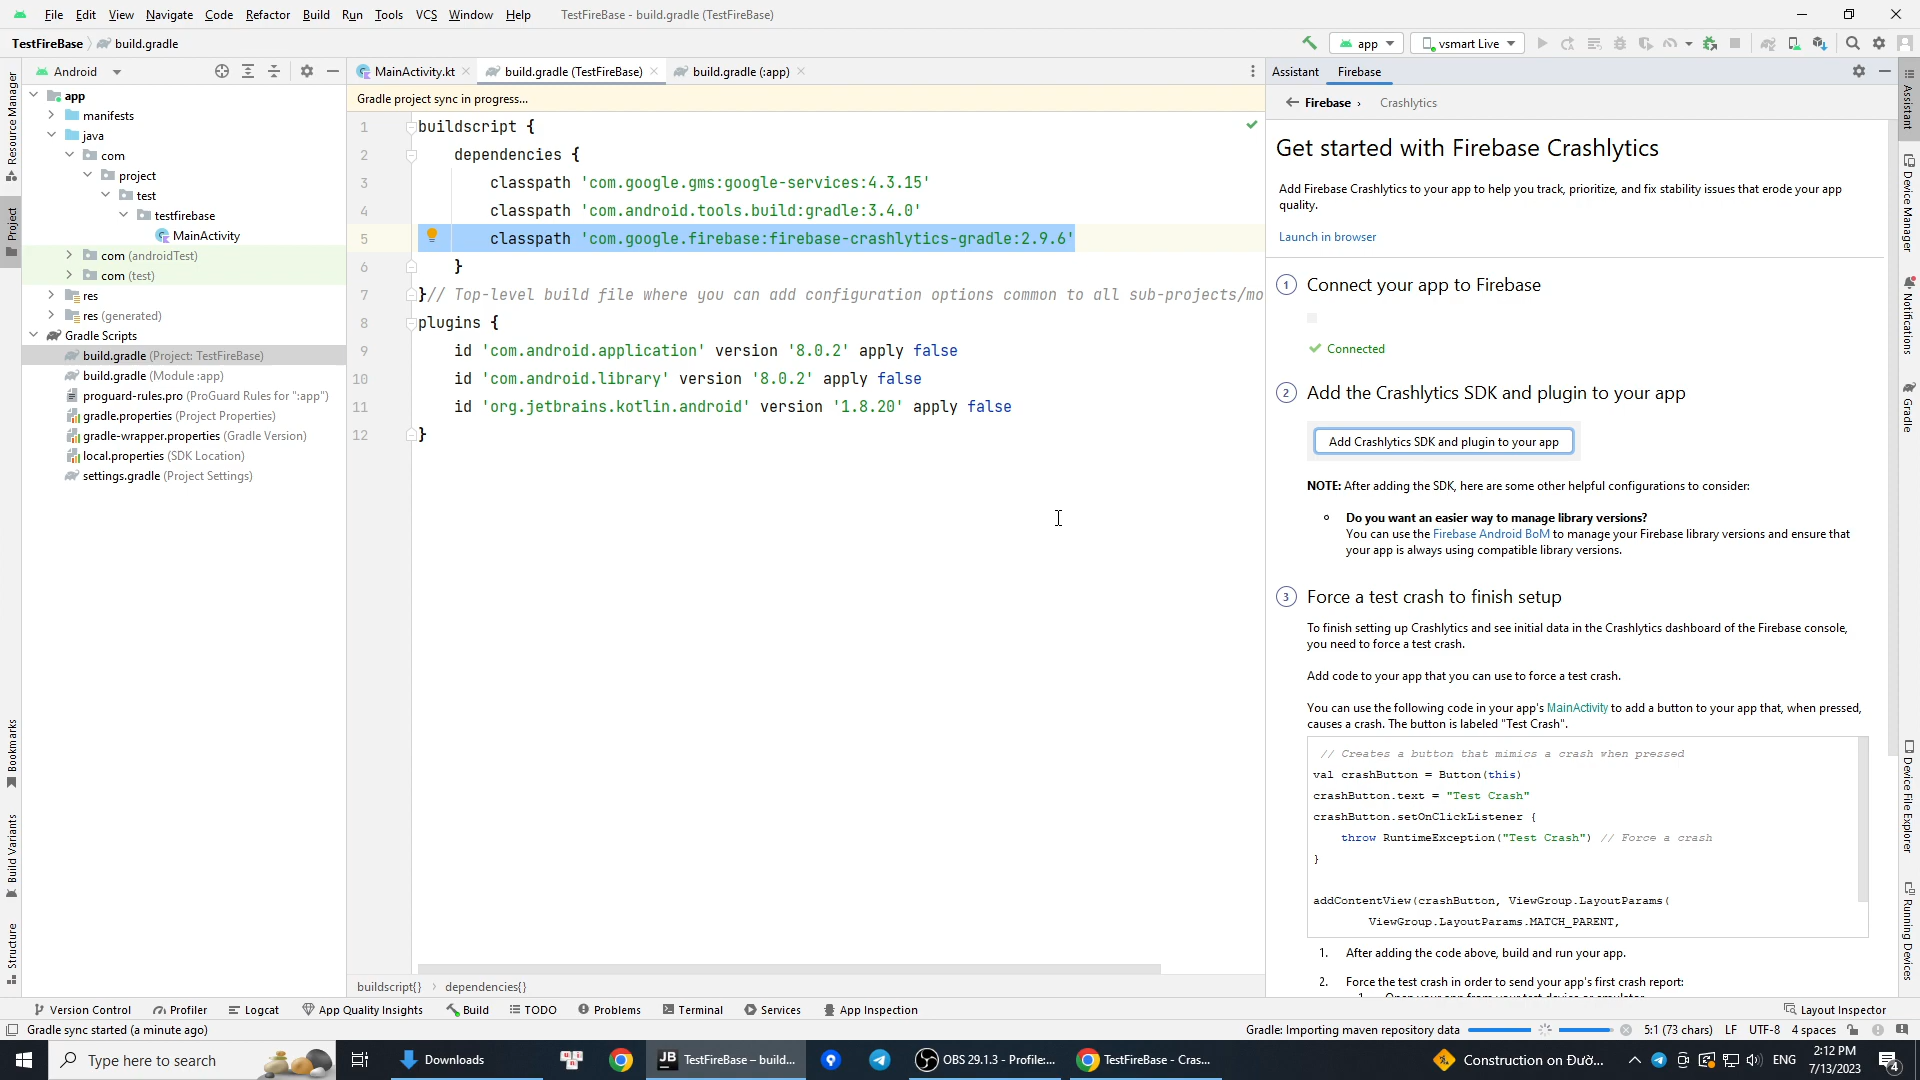 File Edit View Navigate Code Refactor Build Run Tools VCS Window Help TestFireBase - build.gradle (TestFireBase)
TestFireBase build.gradle
app
vsmart Live
Android
MainActivity.kt
build.gradle (TestFireBase)
build.gradle (:app)
Assistant Firebase
Gradle project sync in progress...
Firebase › Crashlytics
app
manifests
java
com
project
test
testfirebase
MainActivity
com (androidTest)
com (test)
res
res (generated)
Gradle Scripts
build.gradle (Project: TestFireBase)
build.gradle (Module :app)
proguard-rules.pro (ProGuard Rules for ":app")
gradle.properties (Project Properties)
gradle-wrapper.properties (Gradle Version)
local.properties (SDK Location)
settings.gradle (Project Settings)
1 buildscript {
2 dependencies {
3 classpath 'com.google.gms:google-services:4.3.15'
4 classpath 'com.android.tools.build:gradle:3.4.0'
5 classpath 'com.google.firebase:firebase-crashlytics-gradle:2.9.6'
6 }
7 }// Top-level build file where you can add configuration options common to all sub-projects/mo
8 plugins {
9 id 'com.android.application' version '8.0.2' apply false
10 id 'com.android.library' version '8.0.2' apply false
11 id 'org.jetbrains.kotlin.android' version '1.8.20' apply false
12 }
Get started with Firebase Crashlytics
Add Firebase Crashlytics to your app to help you track, prioritize, and fix stability issues that erode your app
quality.
Launch in browser
1 Connect your app to Firebase
Connected
2 Add the Crashlytics SDK and plugin to your app
Add Crashlytics SDK and plugin to your app
NOTE: After adding the SDK, here are some other helpful configurations to consider:
Do you want an easier way to manage library versions?
You can use the Firebase Android BoM to manage your Firebase library versions and ensure that
your app is always using compatible library versions.
3 Force a test crash to finish setup
To finish setting up Crashlytics and see initial data in the Crashlytics dashboard of the Firebase console,
you need to force a test crash.
Add code to your app that you can use to force a test crash.
You can use the following code in your app's MainActivity to add a button to your app that, when pressed,
causes a crash. The button is labeled "Test Crash".
// Creates a button that mimics a crash when pressed
val crashButton = Button(this)
crashButton.text = "Test Crash"
crashButton.setOnClickListener {
throw RuntimeException("Test Crash") // Force a crash
}
addContentView(crashButton, ViewGroup.LayoutParams(
ViewGroup.LayoutParams.MATCH_PARENT,
1. After adding the code above, build and run your app.
2. Force the test crash in order to send your app's first crash report:
Resource Manager
Project
Bookmarks
Build Variants
Structure
Assistant
Device Manager
Notifications
Gradle
Device File Explorer
Running Devices
buildscript{} › dependencies{}
Version Control Profiler Logcat App Quality Insights Build TODO Problems Terminal Services App Inspection Layout Inspector
Gradle sync started (a minute ago)
Gradle: Importing maven repository data 5:1 (73 chars) LF UTF-8 4 spaces
Type here to search
Downloads
JB TestFireBase – build...
OBS 29.1.3 - Profile:...
TestFireBase - Cras...
Construction on Đườ...
ENG
2:12 PM
7/13/2023
4